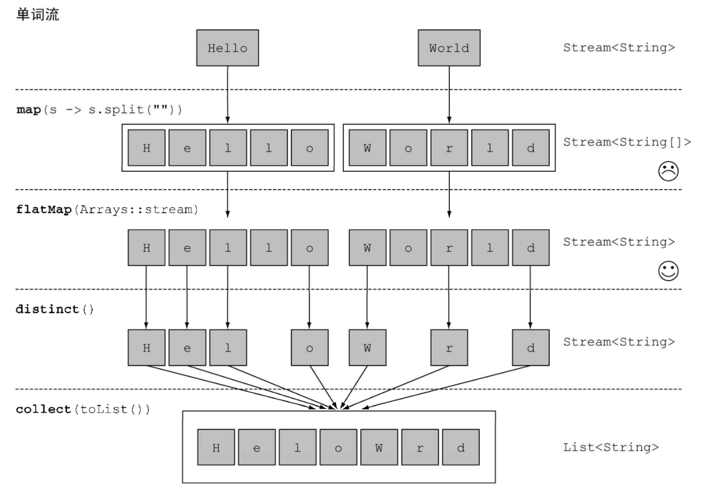 单词流
Hello World Stream<String>
map(s -> s.split(""))
H e l l o W o r l d Stream<String[]>
flatMap(Arrays::stream)
H e l l o W o r l d Stream<String>
distinct()
H e l o W r d Stream<String>
collect(toList())
H e l o W r d List<String>